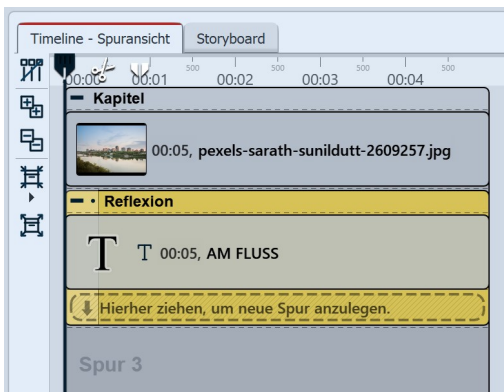 Timeline - Spuransicht Storyboard
00:00 00:01 500 00:02 500 00:03 500 00:04 500
Kapitel
00:05, pexels-sarath-sunildutt-2609257.jpg
Reflexion
T T 00:05, AM FLUSS
Hierher ziehen, um neue Spur anzulegen.
Spur 3